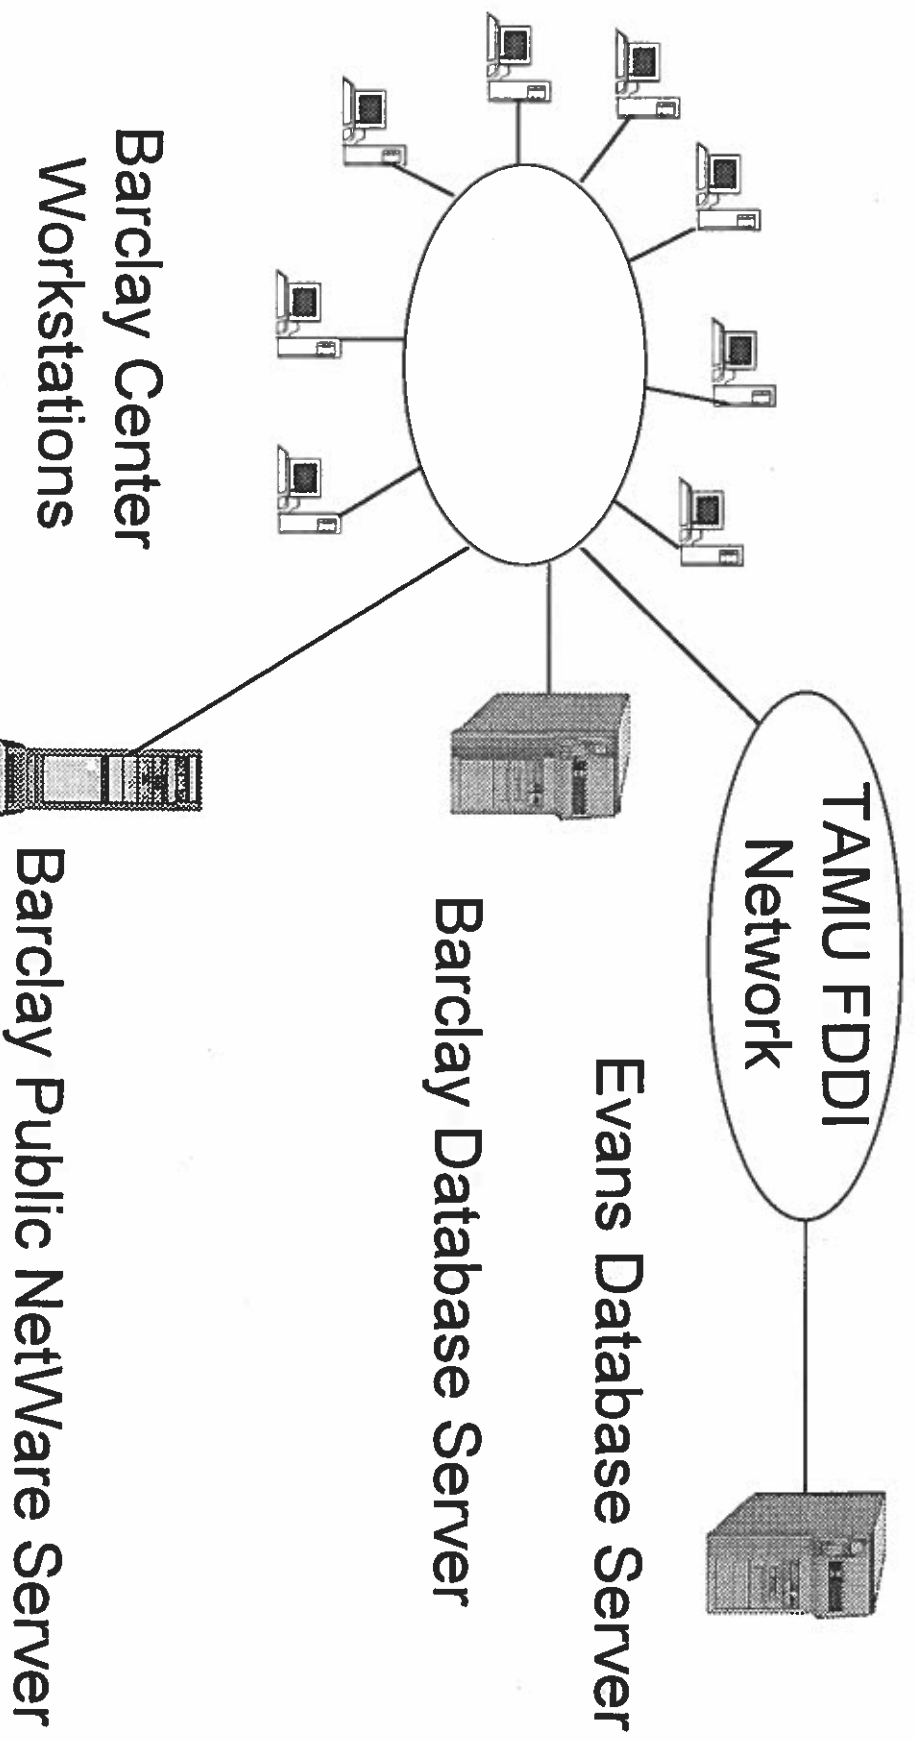 TAMU FDDI
Network
Evans Database Server
Barclay Database Server
Barclay Center
Workstations
Barclay Public NetWare Server